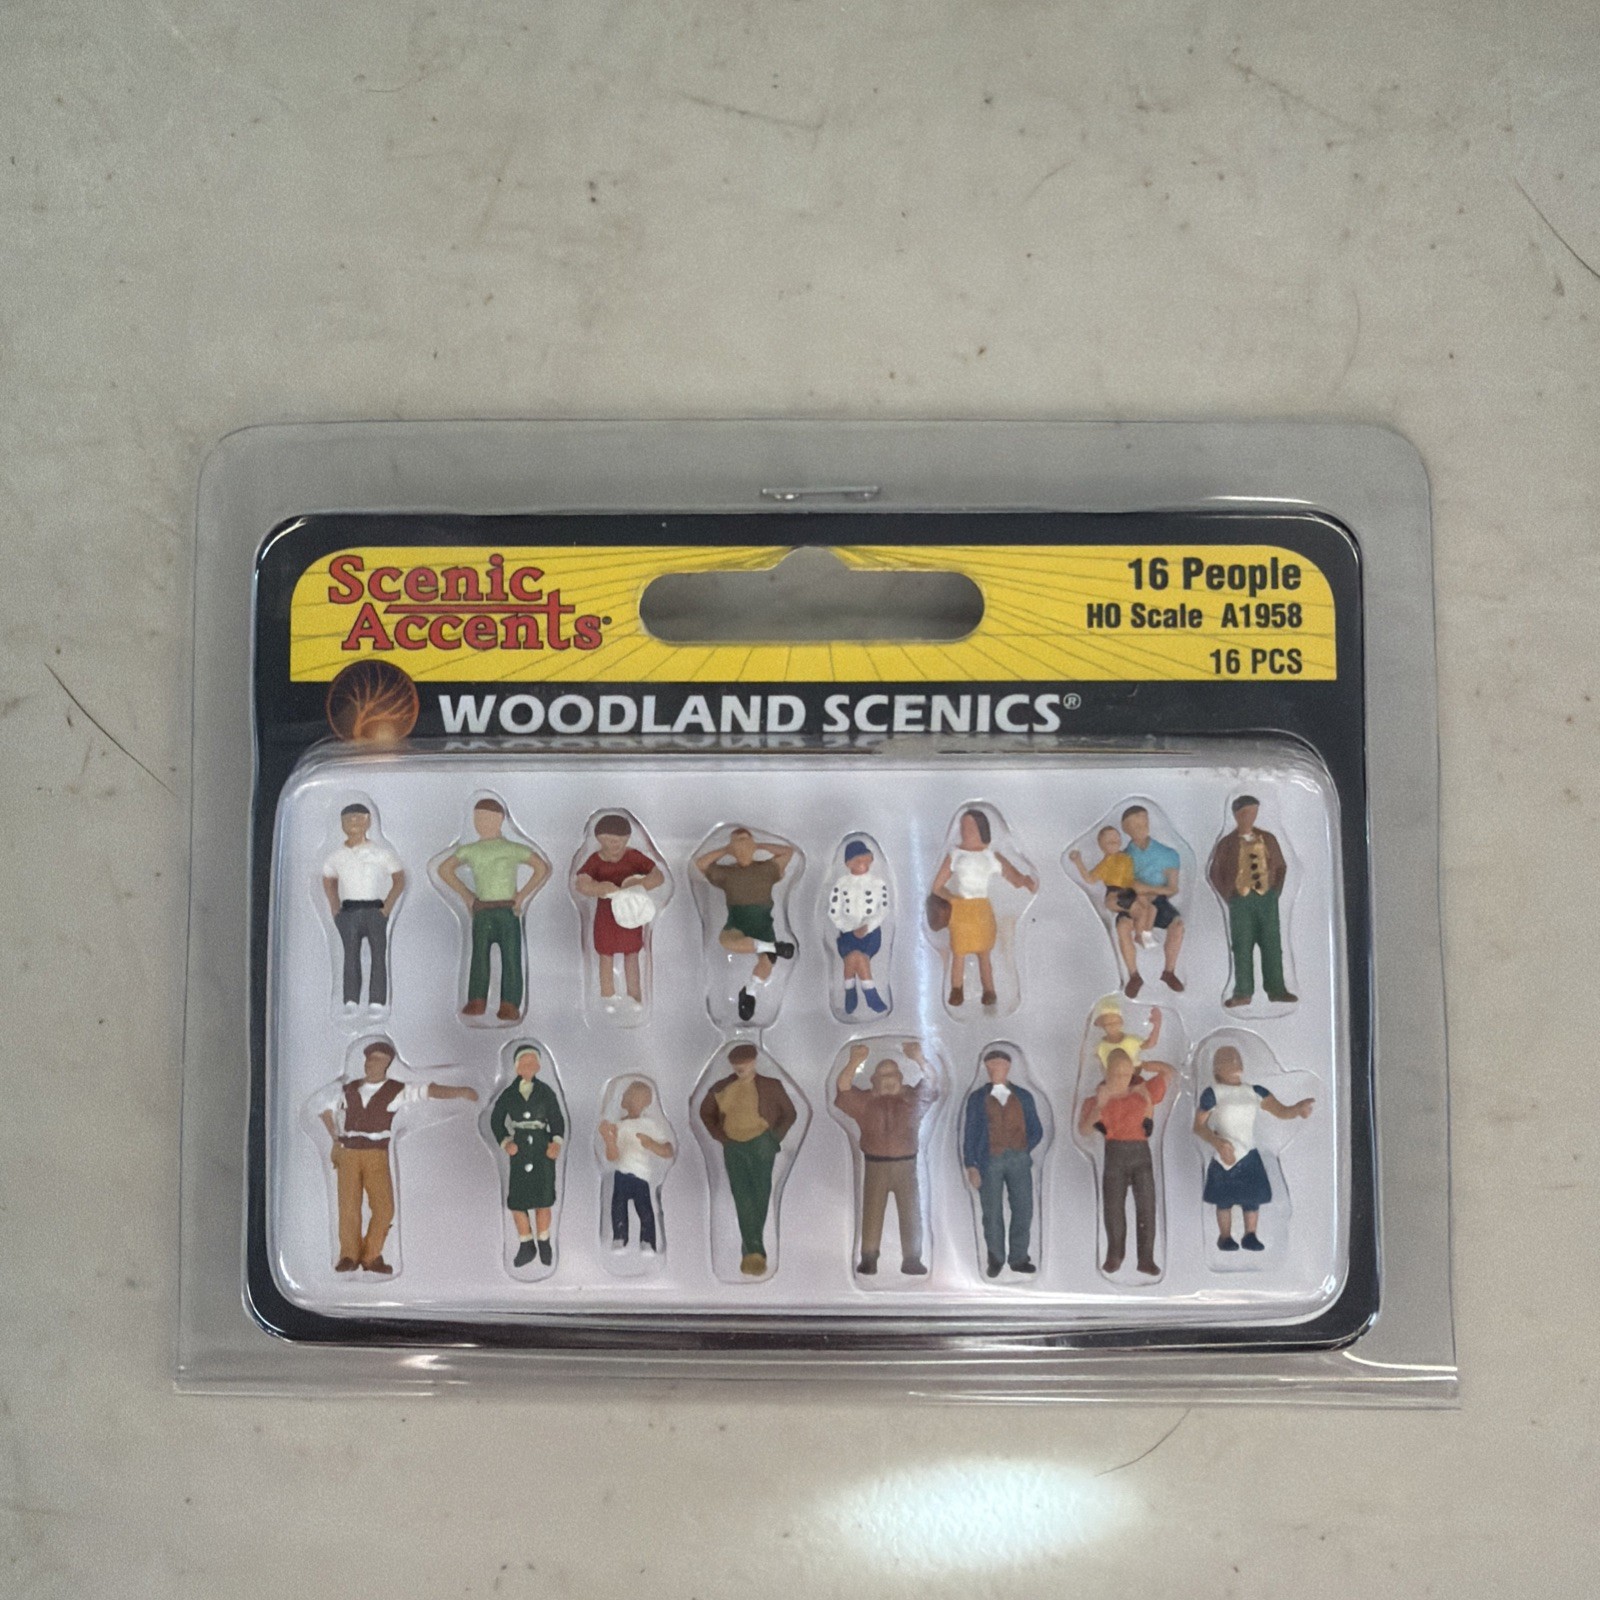 Scenic
Accents®
16 People
HO Scale A1958
16 PCS
WOODLAND SCENICS®